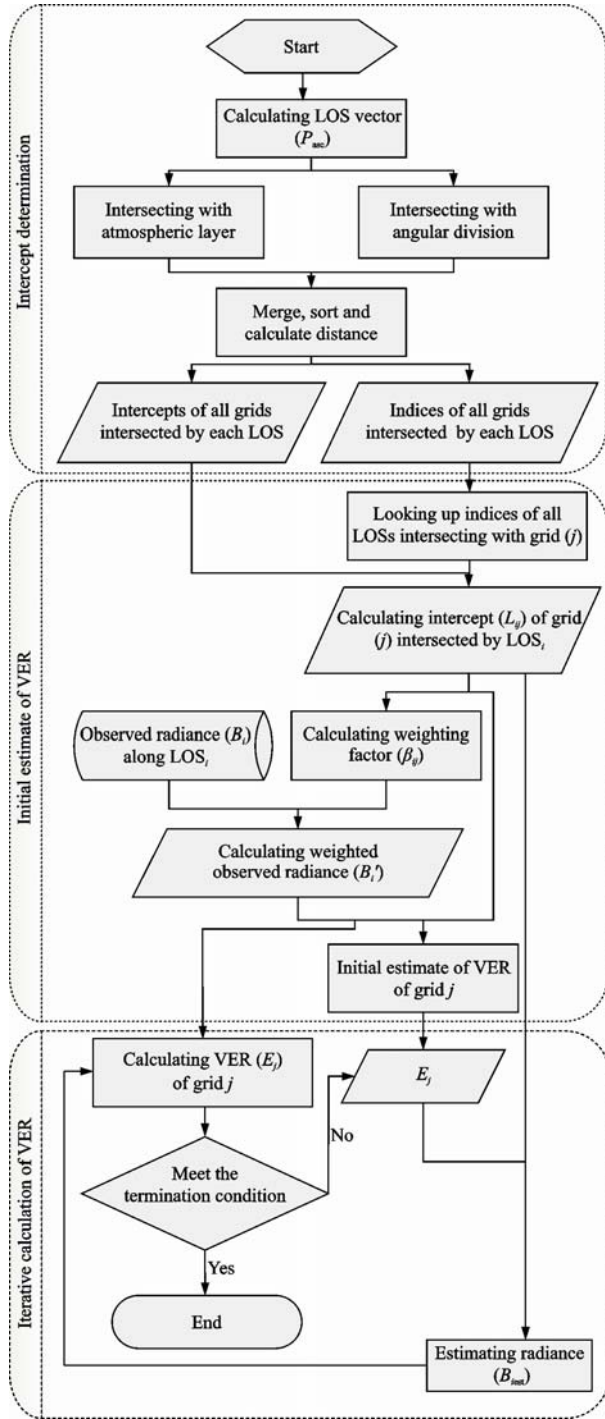 Intercept determination
Start
Calculating LOS vector
(P_asc)
Intersecting with
atmospheric layer
Intersecting with
angular division
Merge, sort and
calculate distance
Intercepts of all grids
intersected by each LOS
Indices of all grids
intersected by each LOS
Initial estimate of VER
Looking up indices of all
LOSs intersecting with grid (j)
Calculating intercept (L_ij) of grid
(j) intersected by LOS_i
Observed radiance (B_i)
along LOS_i
Calculating weighting
factor (β_ij)
Calculating weighted
observed radiance (B_i')
Initial estimate of VER
of grid j
Iterative calculation of VER
Calculating VER (E_j)
of grid j
E_j
No
Meet the
termination condition
Yes
End
Estimating radiance
(B_iest)